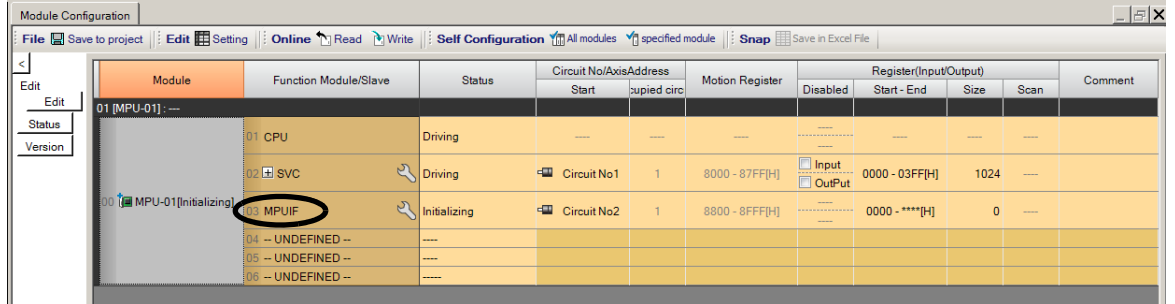 Module Configuration
File Save to project Edit Setting Online Read Write Self Configuration All modules specified module Snap Save in Excel File
<
Edit
Edit
Status
Version
Module Function Module/Slave Status Circuit No/AxisAddress Motion Register Register(Input/Output) Comment
Start cupied circ Disabled Start - End Size Scan
01 [MPU-01] : ---
00 MPU-01[Initializing]
01 CPU Driving ---- ---- ---- ---- ---- ---- ---- ----
02 SVC Driving Circuit No1 1 8000 - 87FF[H] Input OutPut 0000 - 03FF[H] 1024 ----
03 MPUIF Initializing Circuit No2 1 8800 - 8FFF[H] ---- ---- 0000 - ****[H] 0 ----
04 -- UNDEFINED -- ----
05 -- UNDEFINED -- ----
06 -- UNDEFINED -- -----